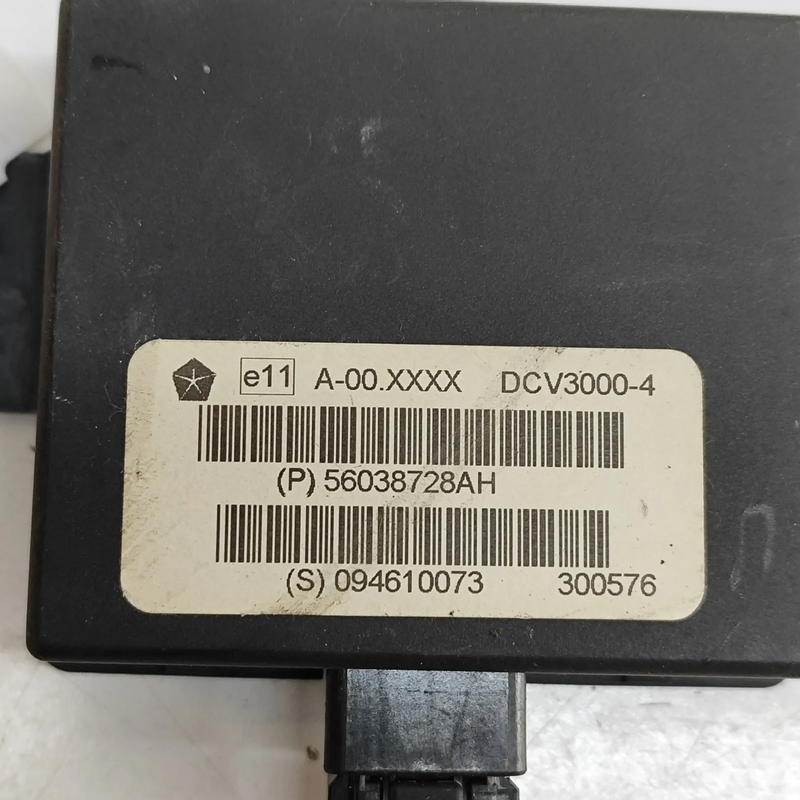 e11 A-00.XXXX DCV3000-4
(P) 56038728AH
(S) 094610073 300576